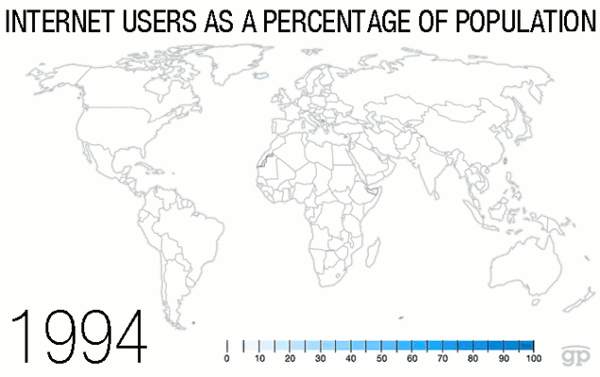 INTERNET USERS AS A PERCENTAGE OF POPULATION
1994
0 10 20 30 40 50 60 70 80 90 100
gp